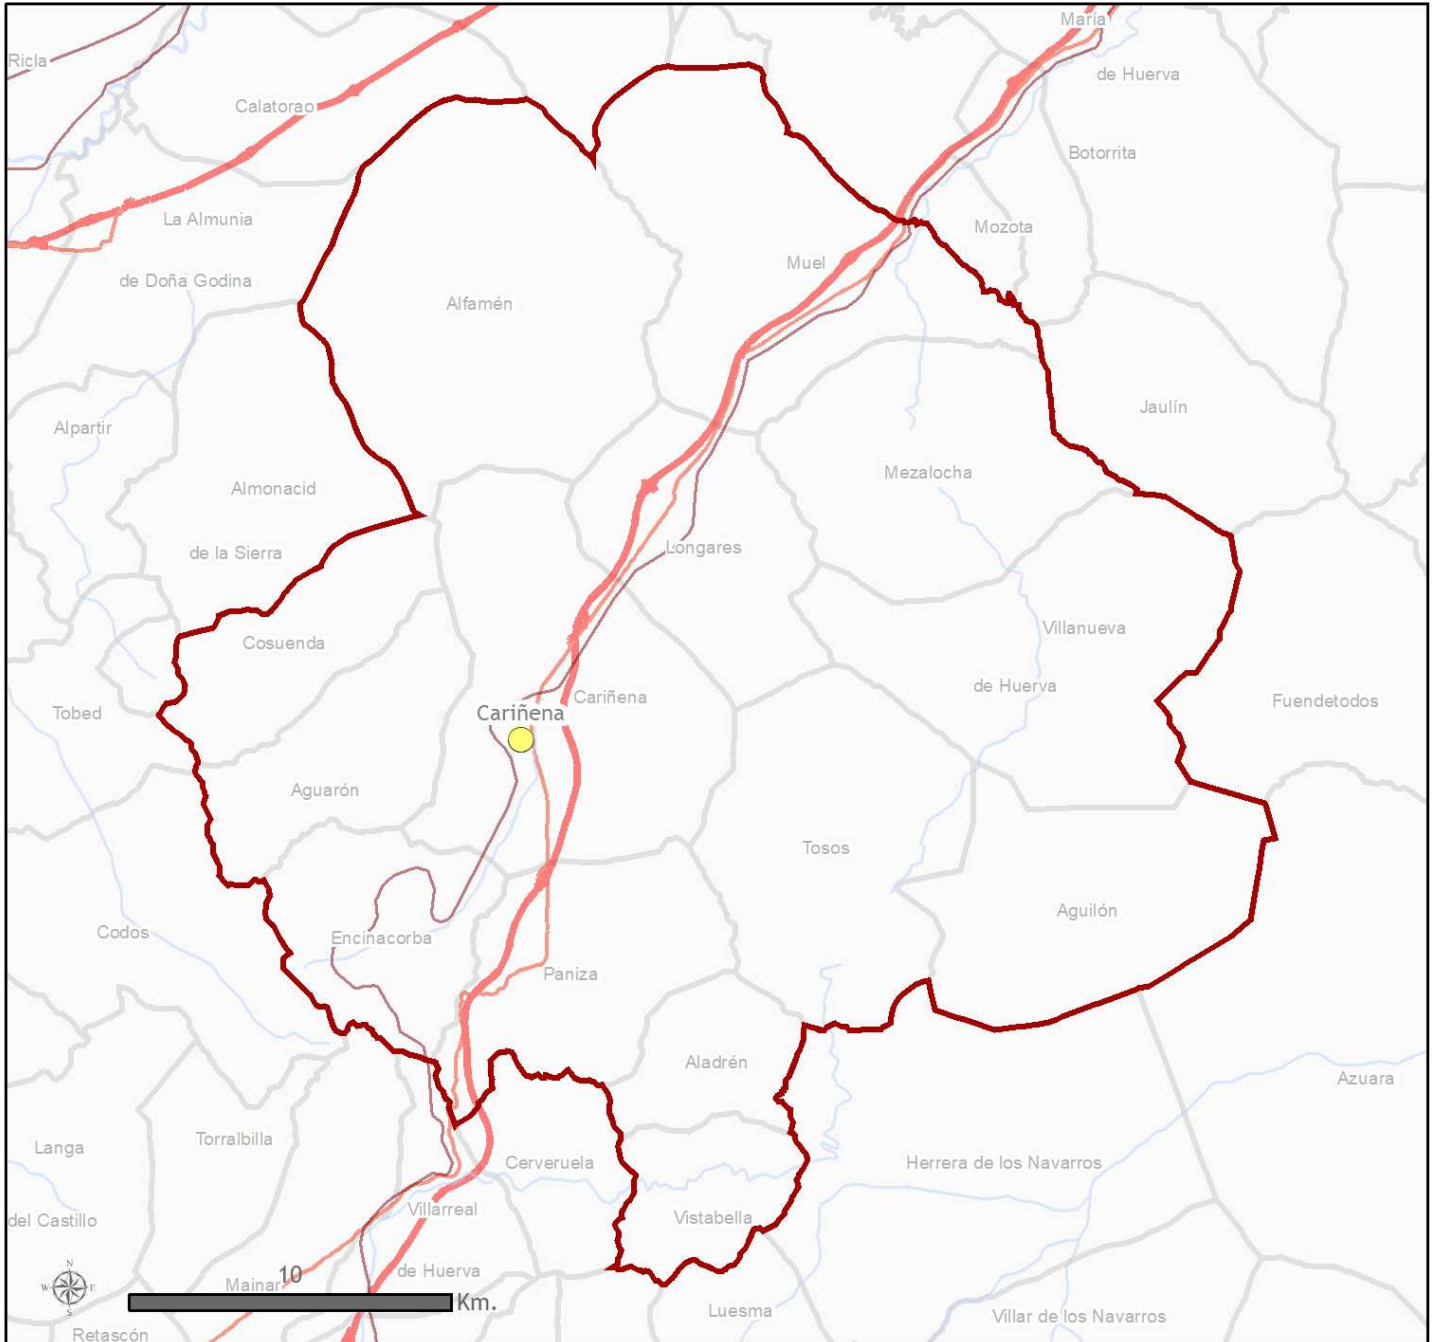 María
de Huerva
Ricla
Calatorao
Botorrita
La Almunia
de Doña Godina
Mozota
Muel
Alfamén
Jaulín
Alpartir
Mezalocha
Almonacid
de la Sierra
Longares
Cosuenda
Villanueva
de Huerva
Cariñena
Fuendetodos
Tobed
Cariñena
Aguarón
Tosos
Aguilón
Codos
Encinacorba
Paniza
Aladrén
Azuara
Langa
del Castillo
Torralbilla
Cerveruela
Herrera de los Navarros
Villarreal
de Huerva
Vistabella
N
W E
S
Mainar
10
Km.
Luesma
Villar de los Navarros
Retascón